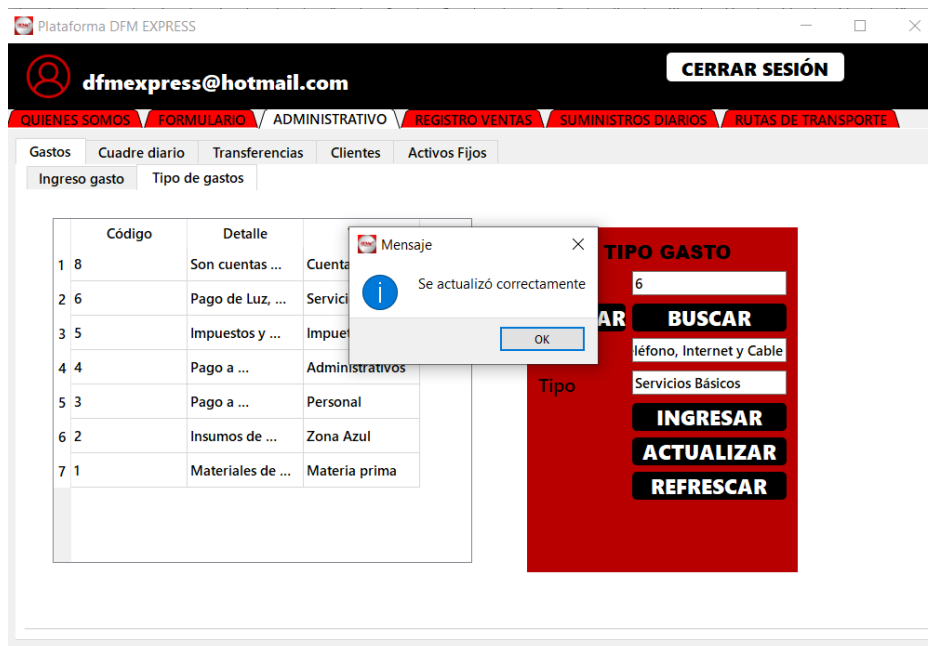 Plataforma DFM EXPRESS
dfmexpress@hotmail.com
CERRAR SESIÓN
QUIENES SOMOS FORMULARIO ADMINISTRATIVO REGISTRO VENTAS SUMINISTROS DIARIOS RUTAS DE TRANSPORTE
Gastos Cuadre diario Transferencias Clientes Activos Fijos
Ingreso gasto Tipo de gastos
Código Detalle
1 8 Son cuentas ... Cuenta
2 6 Pago de Luz, ... Servici
3 5 Impuestos y ... Impuet
4 4 Pago a ... Administrativos
5 3 Pago a ... Personal
6 2 Insumos de ... Zona Azul
7 1 Materiales de ... Materia prima
Mensaje
Se actualizó correctamente
OK
TIPO GASTO
6
AR BUSCAR
léfono, Internet y Cable
Tipo Servicios Básicos
INGRESAR
ACTUALIZAR
REFRESCAR